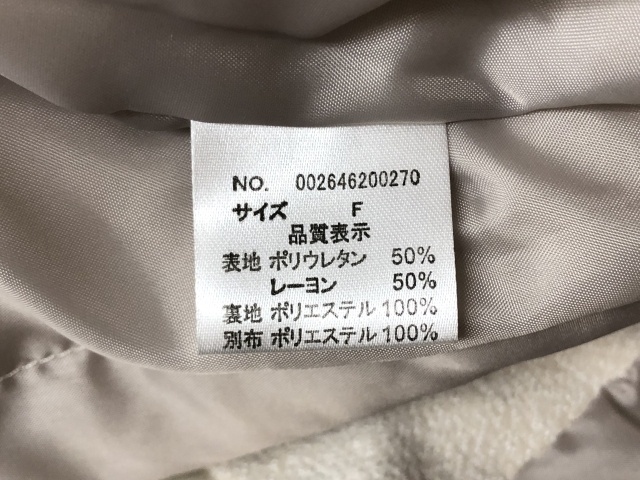 NO. 002646200270
サイズ F
品質表示
表地 ポリウレタン 50%
レーヨン 50%
裏地 ポリエステル 100%
別布 ポリエステル 100%